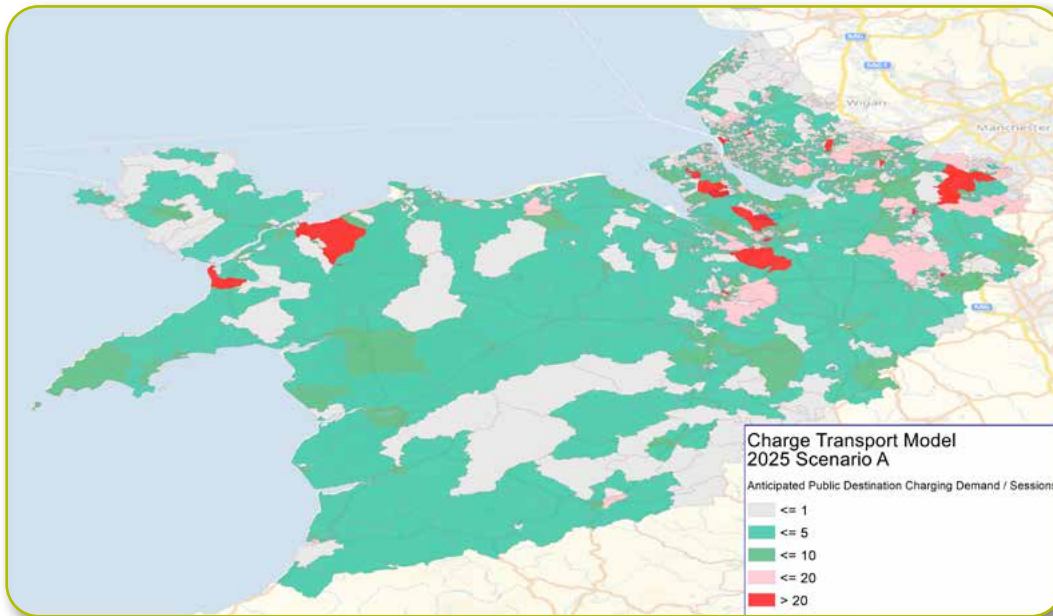 Wigan
Manchester
Charge Transport Model
2025 Scenario A
Anticipated Public Destination Charging Demand / Sessions
<= 1
<= 5
<= 10
<= 20
> 20